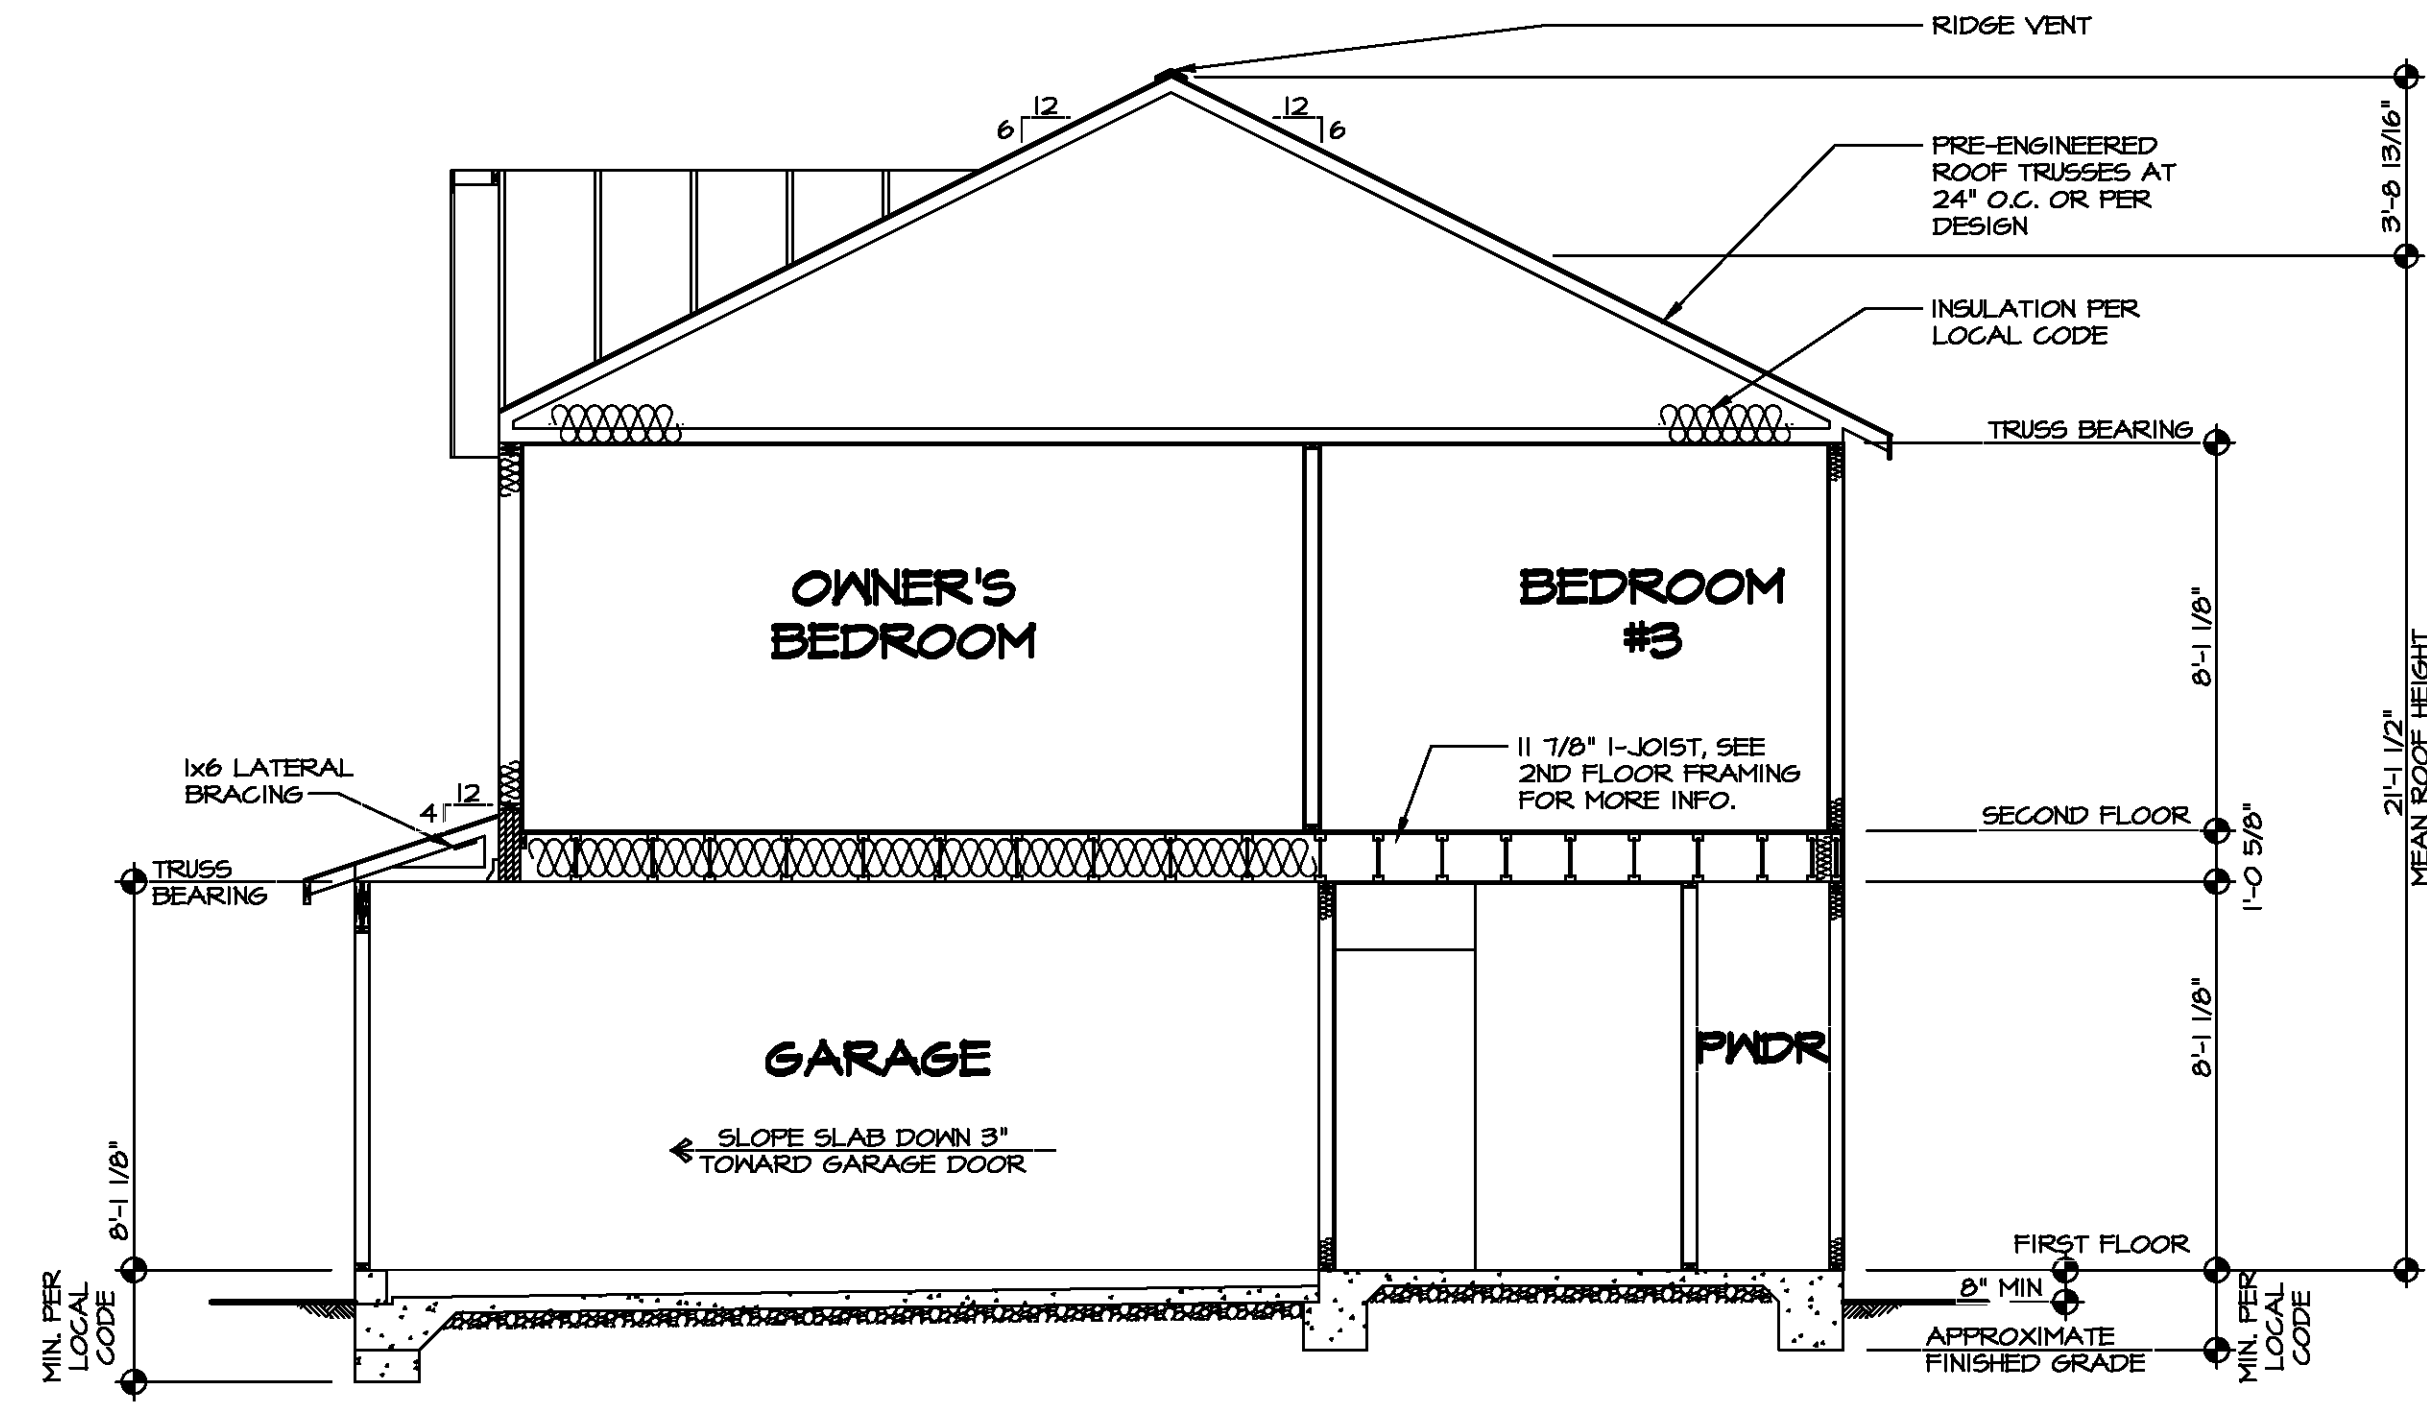 RIDGE VENT
12
6
12
6
3'-8 13/16"
PRE-ENGINEERED
ROOF TRUSSES AT
24" O.C. OR PER
DESIGN
INSULATION PER
LOCAL CODE
TRUSS BEARING
OWNER'S
BEDROOM
BEDROOM
#3
8'-1 1/8"
21'-1 1/2"
MEAN ROOF HEIGHT
11 7/8" I-JOIST, SEE
2ND FLOOR FRAMING
FOR MORE INFO.
1x6 LATERAL
BRACING
12
4
SECOND FLOOR
1'-0 5/8"
TRUSS
BEARING
GARAGE
PWDR
8'-1 1/8"
SLOPE SLAB DOWN 3"
TOWARD GARAGE DOOR
8'-1 1/8"
FIRST FLOOR
8" MIN
MIN. PER
LOCAL
CODE
MIN. PER
LOCAL
CODE
APPROXIMATE
FINISHED GRADE